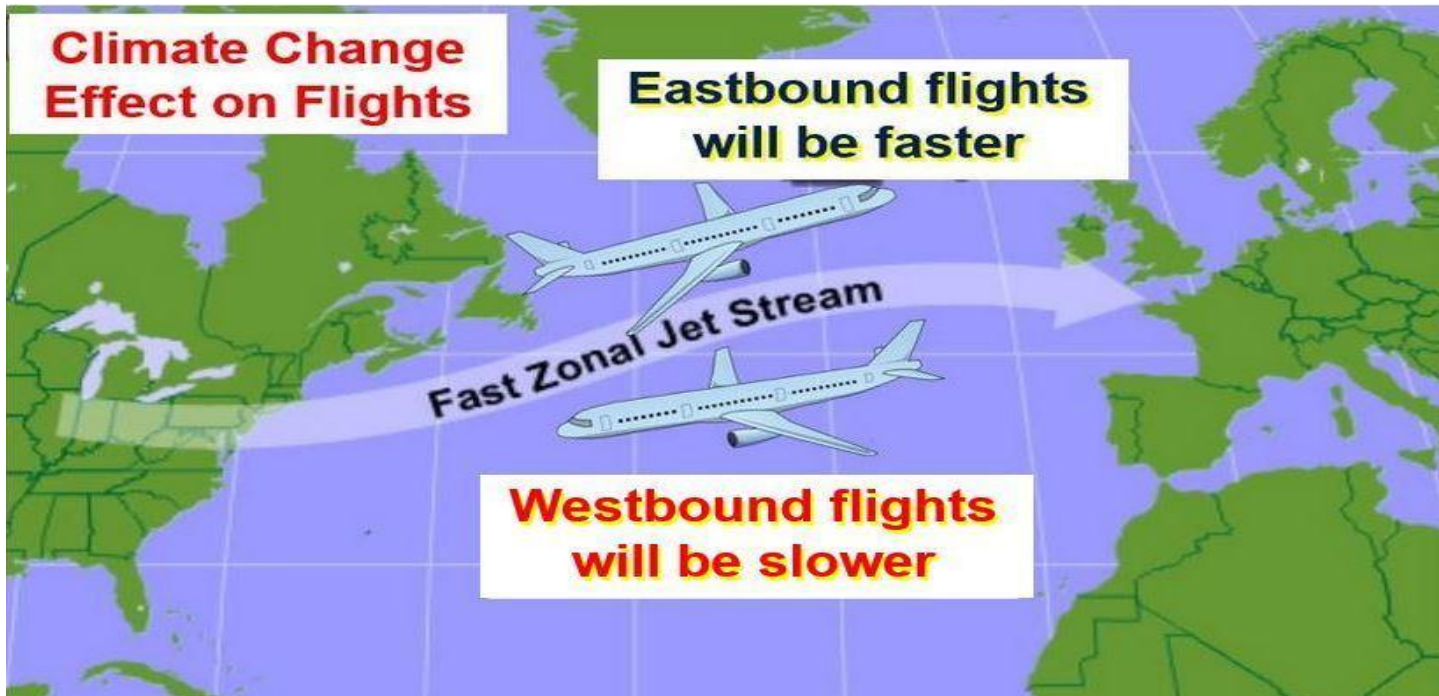 Climate Change
Effect on Flights
Eastbound flights
will be faster
Fast Zonal Jet Stream
Westbound flights
will be slower